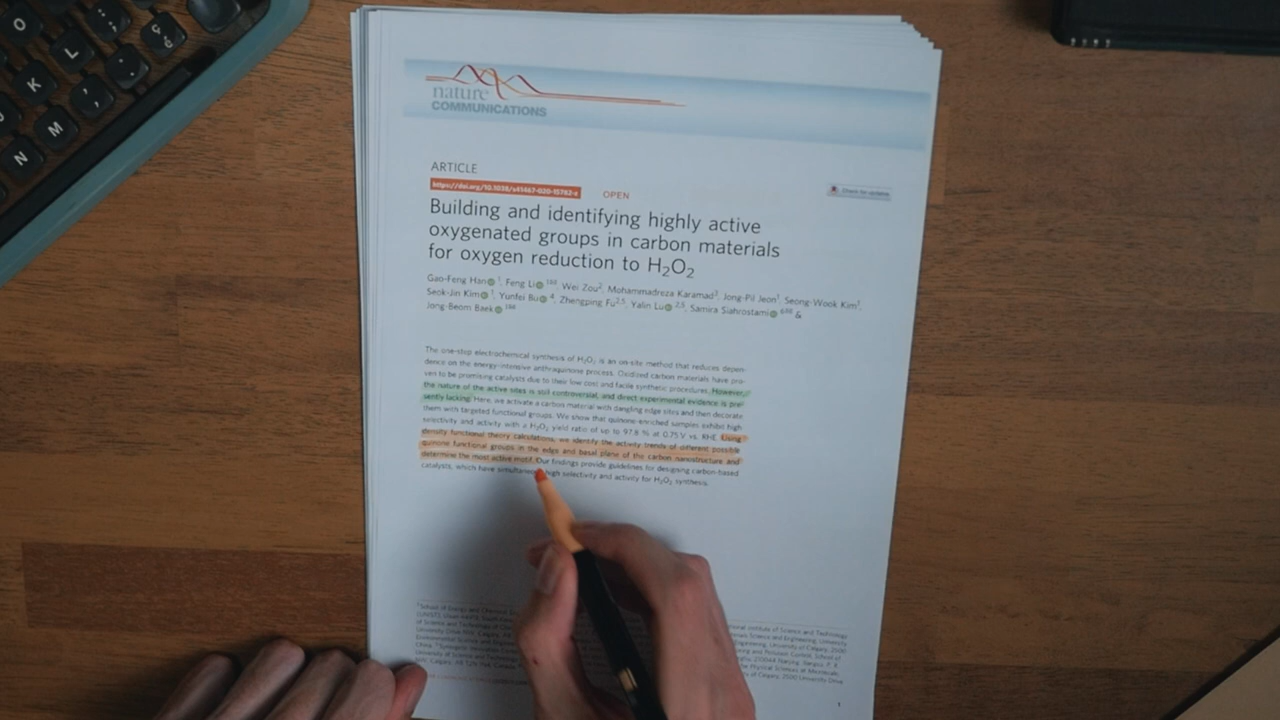 nature
COMMUNICATIONS
ARTICLE
https://doi.org/10.1038/s41467-020-15782-z
OPEN
Check for updates
Building and identifying highly active
oxygenated groups in carbon materials
for oxygen reduction to H₂O₂
Gao-Feng Han 1, Feng Li 1✉, Wei Zou2, Mohammadreza Karamad3, Jong-Pil Jeon1, Seong-Wook Kim1,
Seok-Jin Kim 1, Yunfei Bu 4, Zhengping Fu2,5, Yalin Lu 2,5, Samira Siahrostami 6✉ &
Jong-Beom Baek 1✉
The one-step electrochemical synthesis of H₂O₂ is an on-site method that reduces depen-
dence on the energy-intensive anthraquinone process. Oxidized carbon materials have pro-
ven to be promising catalysts due to their low cost and facile synthetic procedures. However,
the nature of the active sites is still controversial, and direct experimental evidence is pre-
sently lacking. Here, we activate a carbon material with dangling edge sites and then decorate
them with targeted functional groups. We show that quinone-enriched samples exhibit high
selectivity and activity with a H₂O₂ yield ratio of up to 97.8 % at 0.75 V vs. RHE. Using
density functional theory calculations, we identify the activity trends of different possible
quinone functional groups in the edge and basal plane of the carbon nanostructure and
determine the most active motif. Our findings provide guidelines for designing carbon-based
catalysts, which have simultaneous high selectivity and activity for H₂O₂ synthesis.
1
O
K
L
M
N